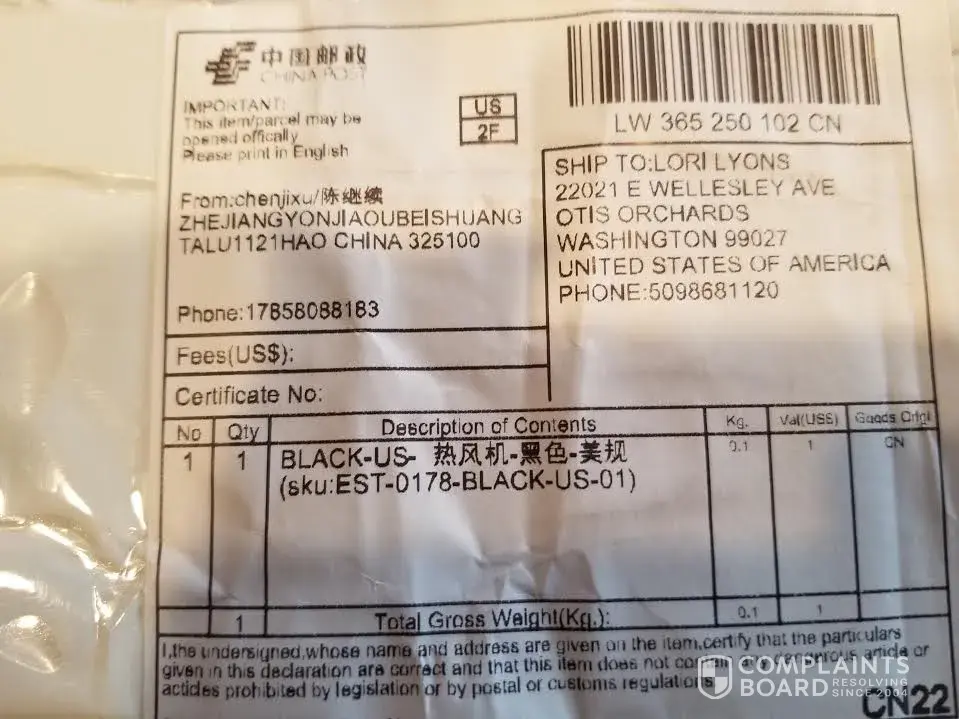 中国邮政
CHINA POST
IMPORTANT:
This item/parcel may be
opened offically
Please print in English
US
2F
LW 365 250 102 CN
From:chenjixu/陈继续
ZHEJIANGYONJIAOUBEISHUANG
TALU1121HAO CHINA 325100
Phone:17858088183
SHIP TO:LORI LYONS
22021 E WELLESLEY AVE
OTIS ORCHARDS
WASHINGTON 99027
UNITED STATES OF AMERICA
PHONE:5098681120
Fees(US$):
Certificate No:
No Qty Description of Contents Kg. Val(US$) Goods Orlgi
1 1 BLACK-US- 热风机-黑色-美规 0.1 1 CN
(sku:EST-0178-BLACK-US-01)
1 Total Gross Weight(Kg.): 0.1 1
I,the undersigned,whose name and address are given on the item,certify that the particulars
given in this declaration are correct and that this item does not dangerous article or
articles prohibited by legislation or by postal or customs regulations
CN22
COMPLAINTS
BOARD RESOLVING
SINCE 2004